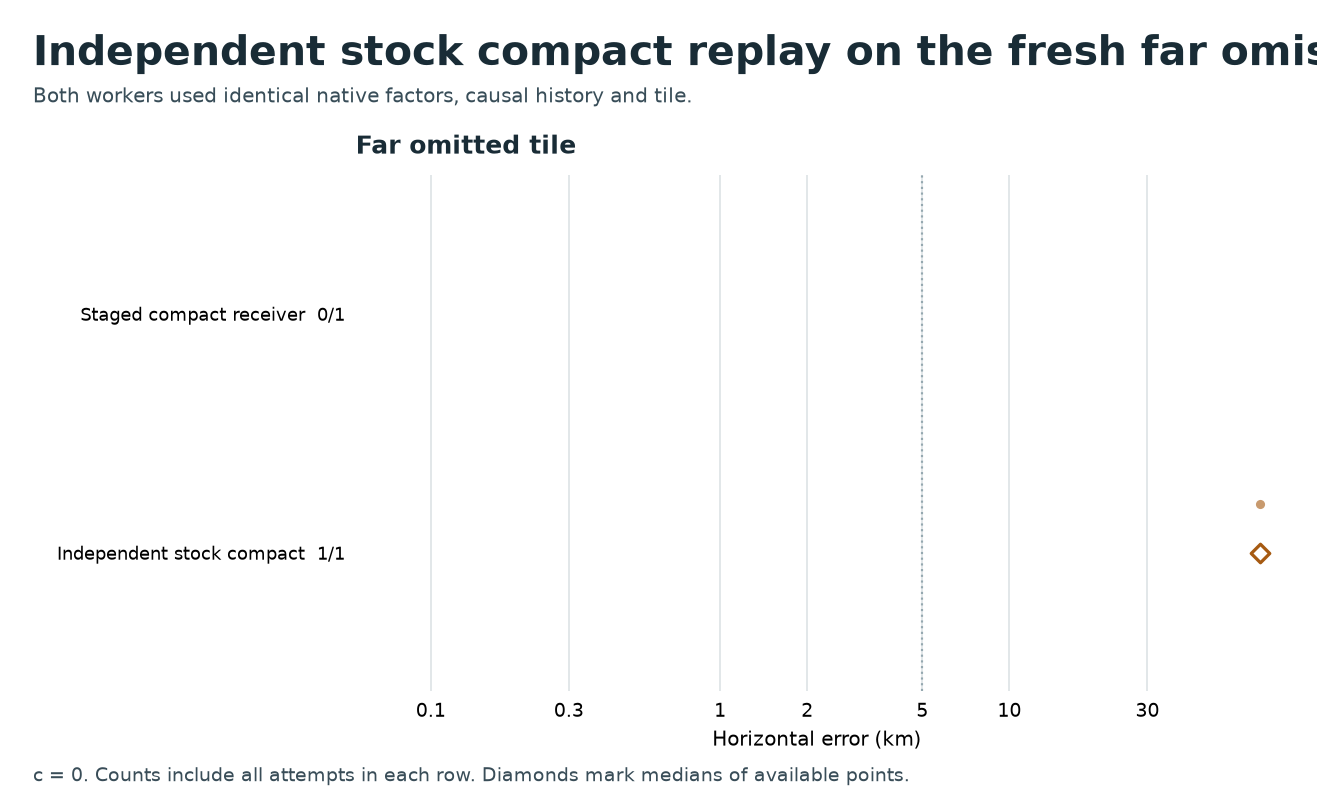 Independent stock compact replay on the fresh far omis
Both workers used identical native factors, causal history and tile.
Far omitted tile
Staged compact receiver 0/1
Independent stock compact 1/1
0.1 0.3 1 2 5 10 30
Horizontal error (km)
c = 0. Counts include all attempts in each row. Diamonds mark medians of available points.